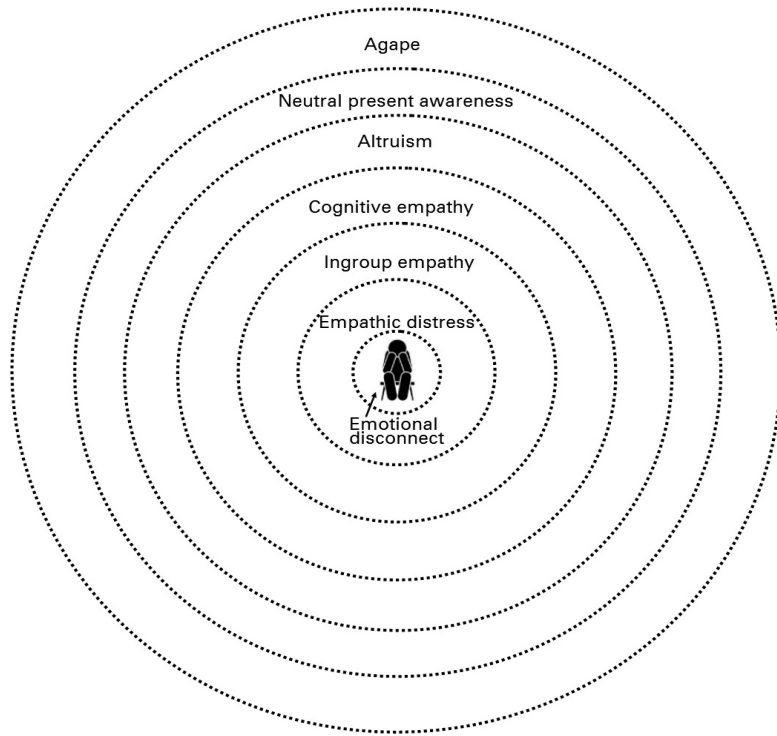 Agape
Neutral present awareness
Altruism
Cognitive empathy
Ingroup empathy
Empathic distress
Emotional
disconnect